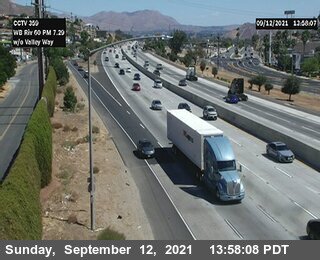 CCTV 359
WB Riv 60 PM 7.29
w/o Valley Way
09/12/2021 13:58:07
Sunday, September 12, 2021 13:58:08 PDT